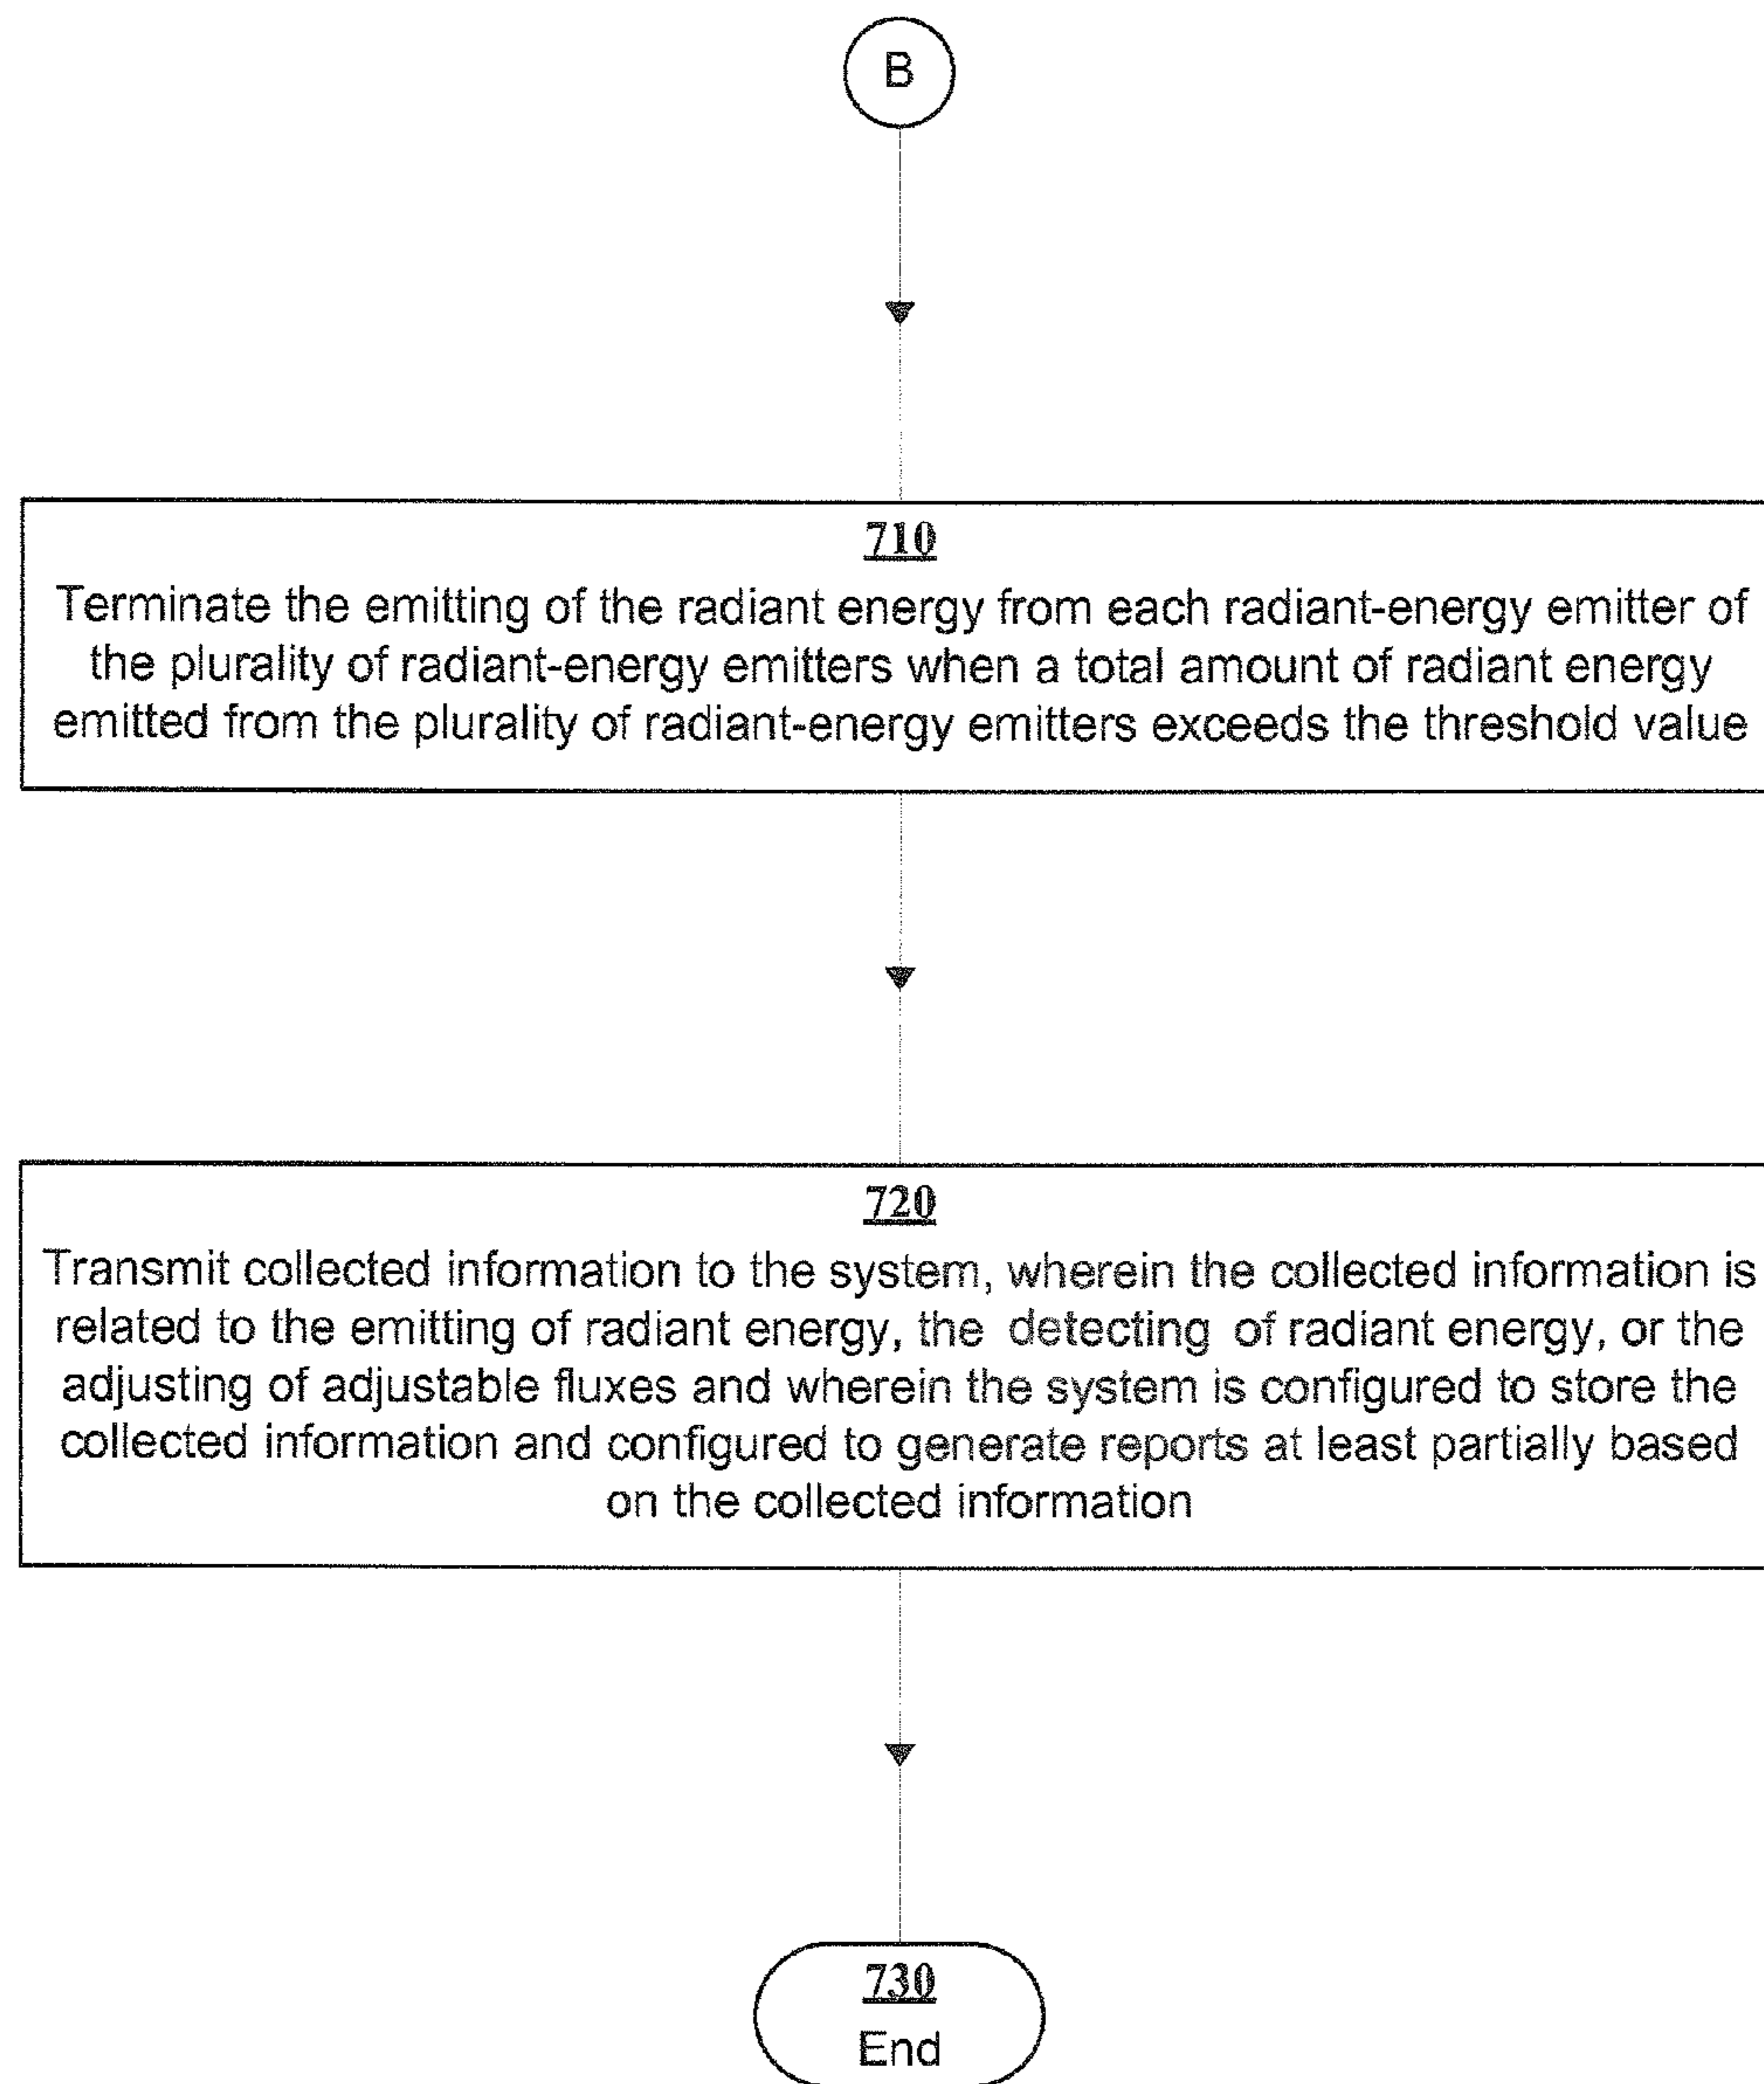 B
710
Terminate the emitting of the radiant energy from each radiant-energy emitter of
the plurality of radiant-energy emitters when a total amount of radiant energy
emitted from the plurality of radiant-energy emitters exceeds the threshold value
720
Transmit collected information to the system, wherein the collected information is
related to the emitting of radiant energy, the detecting of radiant energy, or the
adjusting of adjustable fluxes and wherein the system is configured to store the
collected information and configured to generate reports at least partially based
on the collected information
730
End